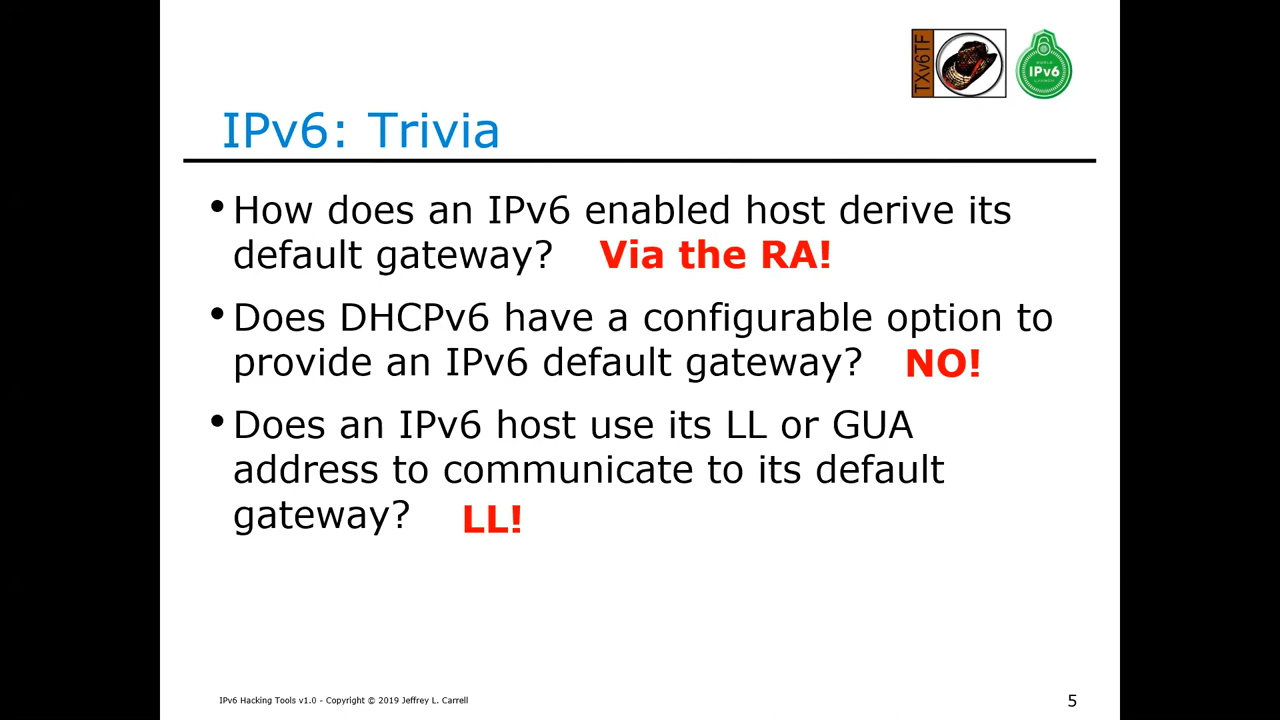 TXv6TF
WORLD
IPv6
LAUNCH
IPv6: Trivia
•How does an IPv6 enabled host derive its
default gateway? Via the RA!
•Does DHCPv6 have a configurable option to
provide an IPv6 default gateway? NO!
•Does an IPv6 host use its LL or GUA
address to communicate to its default
gateway? LL!
IPv6 Hacking Tools v1.0 - Copyright © 2019 Jeffrey L. Carrell
5